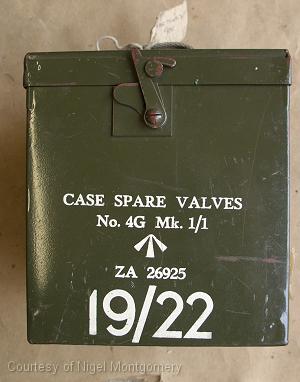 CASE SPARE VALVES
No. 4G Mk. 1/1
ZA 26925
19/22
Courtesy of Nigel Montgomery